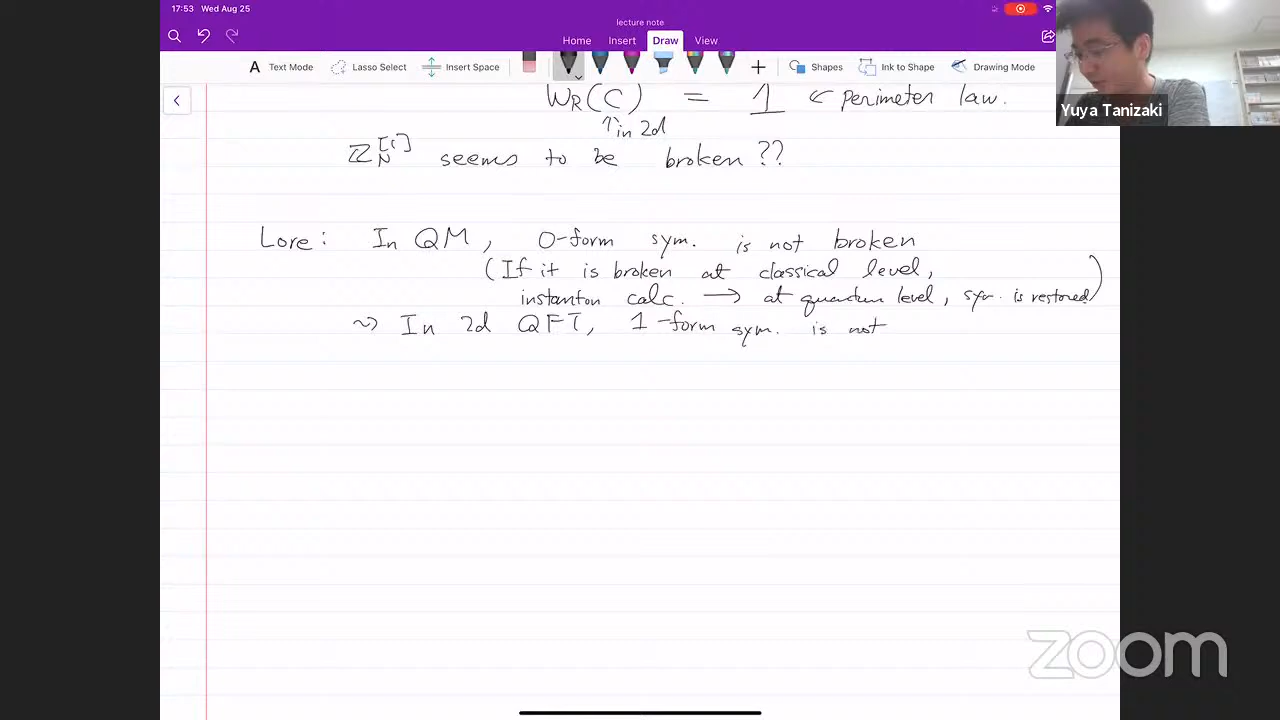 17:53 Wed Aug 25
lecture note
Home Insert Draw View
A Text Mode Lasso Select Insert Space + Shapes Ink to Shape Drawing Mode
W_R(C) = 1 ← perimeter law.
↑ in 2d
Yuya Tanizaki
ℤ_N^[1] seems to be broken ??
Lore : In QM, 0-form sym. is not broken
(If it is broken at classical level,
instanton calc. → at quantum level, sym. is restored)
⇝ In 2d QFT, 1-form sym. is not
zoom